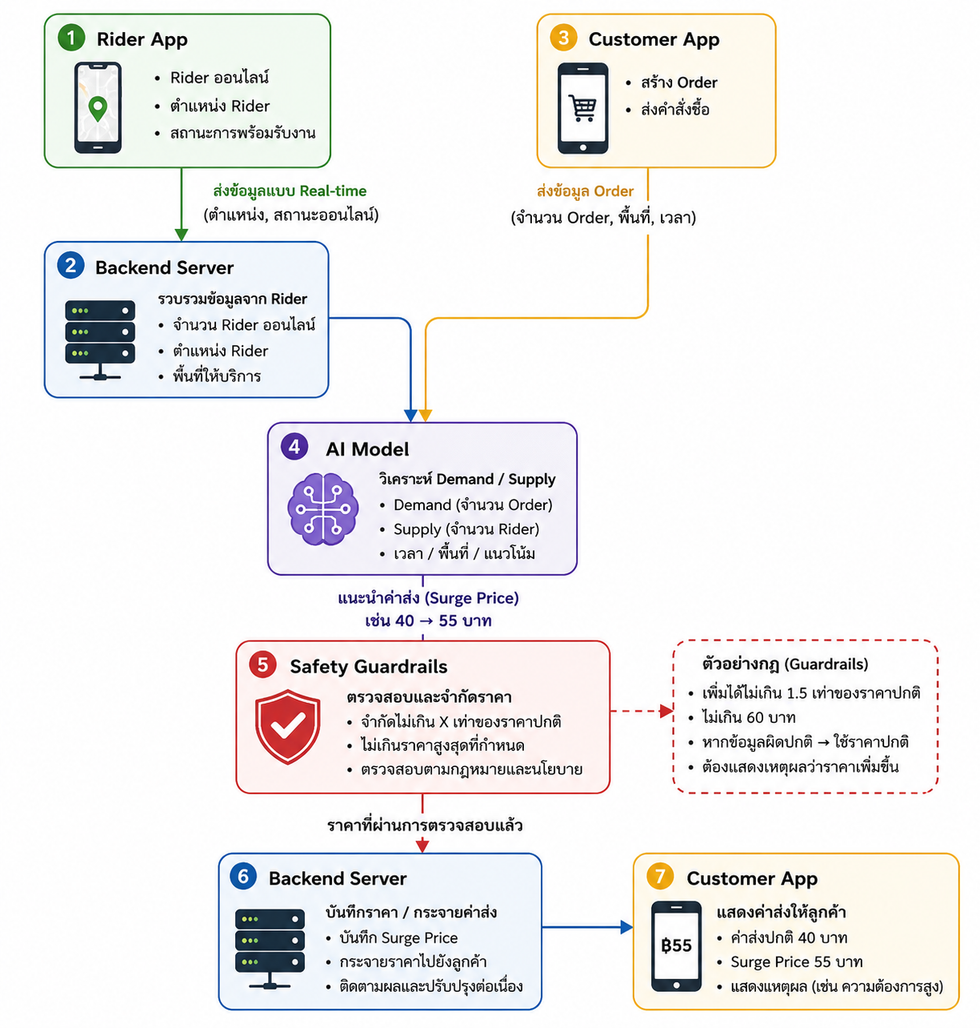 1 Rider App
• Rider ออนไลน์
• ตำแหน่ง Rider
• สถานะการพร้อมรับงาน
3 Customer App
• สร้าง Order
• ส่งคำสั่งซื้อ
ส่งข้อมูลแบบ Real-time
(ตำแหน่ง, สถานะออนไลน์)
ส่งข้อมูล Order
(จำนวน Order, พื้นที่, เวลา)
2 Backend Server
รวบรวมข้อมูลจาก Rider
• จำนวน Rider ออนไลน์
• ตำแหน่ง Rider
• พื้นที่ให้บริการ
4 AI Model
วิเคราะห์ Demand / Supply
• Demand (จำนวน Order)
• Supply (จำนวน Rider)
• เวลา / พื้นที่ / แนวโน้ม
แนะนำค่าส่ง (Surge Price)
เช่น 40 → 55 บาท
5 Safety Guardrails
ตรวจสอบและจำกัดราคา
• จำกัดไม่เกิน X เท่าของราคาปกติ
• ไม่เกินราคาสูงสุดที่กำหนด
• ตรวจสอบตามกฎหมายและนโยบาย
ตัวอย่างกฎ (Guardrails)
• เพิ่มได้ไม่เกิน 1.5 เท่าของราคาปกติ
• ไม่เกิน 60 บาท
• หากข้อมูลผิดปกติ → ใช้ราคาปกติ
• ต้องแสดงเหตุผลว่าราคาเพิ่มขึ้น
ราคาที่ผ่านการตรวจสอบแล้ว
6 Backend Server
บันทึกราคา / กระจายค่าส่ง
• บันทึก Surge Price
• กระจายราคาไปยังลูกค้า
• ติดตามผลและปรับปรุงต่อเนื่อง
7 Customer App
฿55
แสดงค่าส่งให้ลูกค้า
• ค่าส่งปกติ 40 บาท
• Surge Price 55 บาท
• แสดงแหตุผล (เช่น ความต้องการสูง)